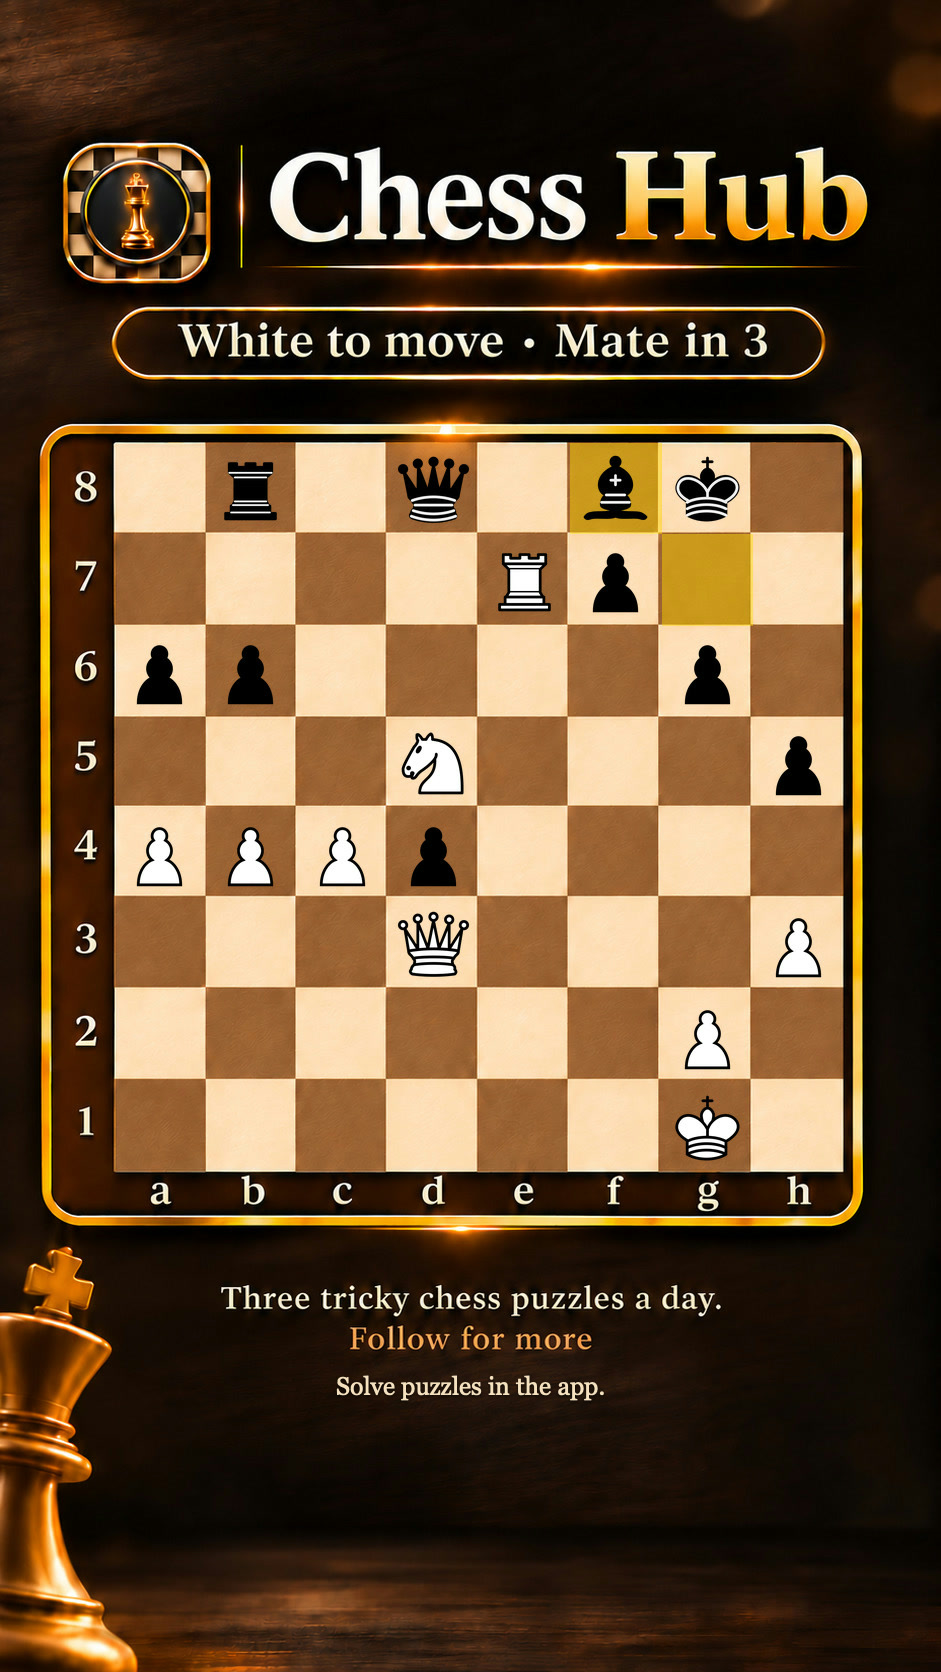 Chess Hub
White to move • Mate in 3
8
7
6
5
4
3
2
1
a b c d e f g h
Three tricky chess puzzles a day.
Follow for more
Solve puzzles in the app.